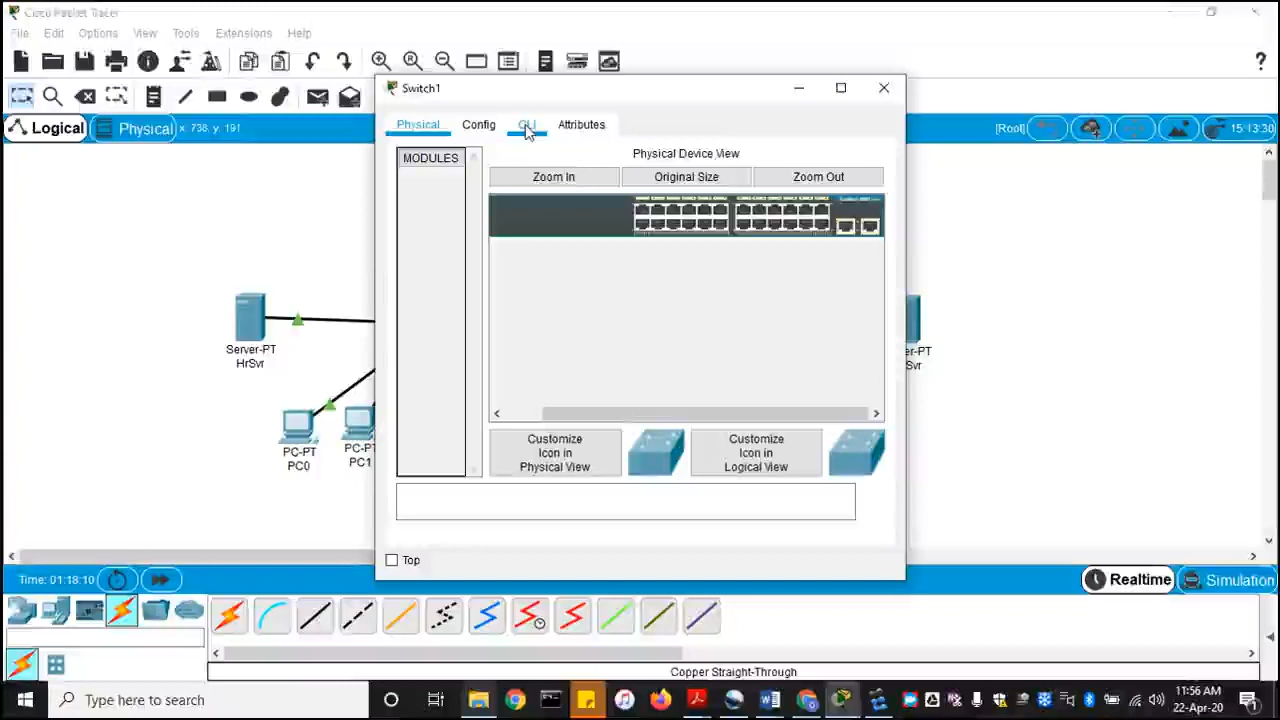 Cisco Packet Tracer
File Edit Options View Tools Extensions Help
Switch1
Logical Physical x: 738, y: 191 [Root] 15:13:30
Physical Config CLI Attributes
MODULES
Physical Device View
Zoom In Original Size Zoom Out
Server-PT
HrSvr
er-PT
Svr
PC-PT
PC0
PC-PT
PC1
Customize
Icon in
Physical View
Customize
Icon in
Logical View
Top
Time: 01:18:10 Realtime Simulation
Copper Straight-Through
Type here to search
11:56 AM
22-Apr-20